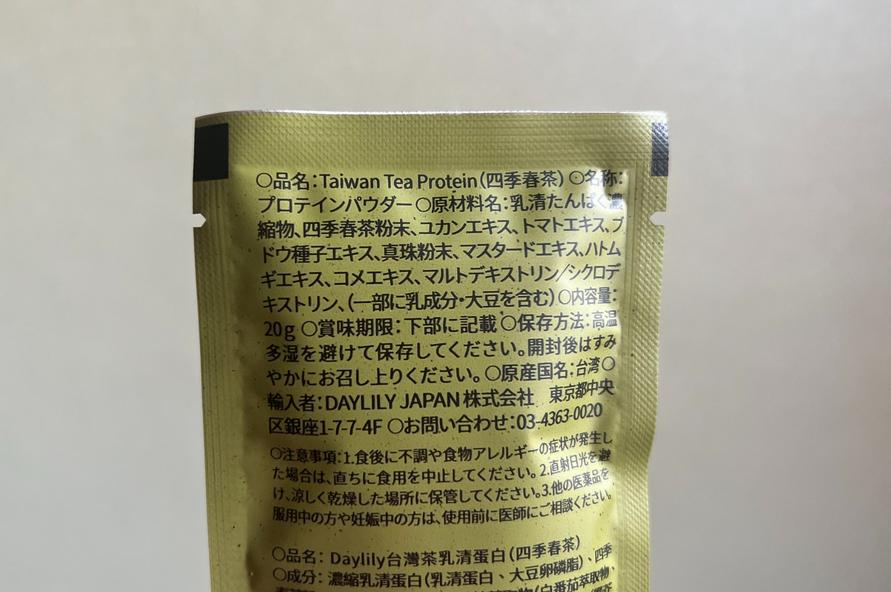 ○品名：Taiwan Tea Protein（四季春茶） ○名称：
プロテインパウダー ○原材料名：乳清たんぱく濃
縮物、四季春茶粉末、ユカンエキス、トマトエキス、ブ
ドウ種子エキス、真珠粉末、マスタードエキス、ハトム
ギエキス、コメエキス、マルトデキストリン/シクロデ
キストリン、（一部に乳成分・大豆を含む） ○内容量：
20g ○賞味期限：下部に記載 ○保存方法：高温
多湿を避けて保存してください。開封後はすみ
やかにお召し上りください。 ○原産国名：台湾 ○
輸入者：DAYLILY JAPAN 株式会社 東京都中央
区銀座1-7-7-4F ○お問い合わせ：03-4363-0020
○注意事項：1.食後に不調や食物アレルギーの症状が発生し
た場合は、直ちに食用を中止してください。2.直射日光を避
け、涼しく乾燥した場所に保管してください。3.他の医薬品を
服用中の方や妊娠中の方は、使用前に医師にご相談ください。
○品名： Daylily台灣茶乳清蛋白（四季春茶）
○成分： 濃縮乳清蛋白（乳清蛋白、大豆卵磷脂）、四季